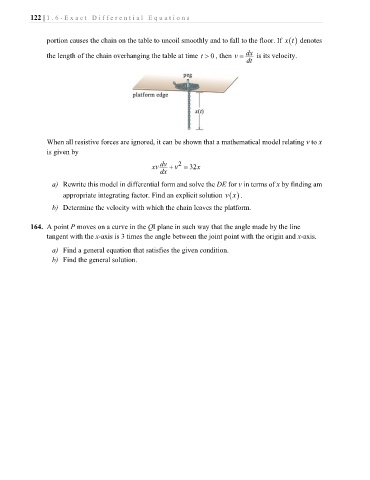 122 | 1.6-Exact Differential Equations
portion causes the chain on the table to uncoil smoothly and to fall to the floor. If x(t) denotes
the length of the chain overhanging the table at time t > 0 , then v = dx/dt is its velocity.
peg
platform edge
x(t)
When all resistive forces are ignored, it can be shown that a mathematical model relating v to x
is given by
xv dv/dx + v² = 32x
a) Rewrite this model in differential form and solve the DE for v in terms of x by finding am
appropriate integrating factor. Find an explicit solution v(x).
b) Determine the velocity with which the chain leaves the platform.
164. A point P moves on a curve in the plane in such way that the angle made by the line
tangent with the x-axis is 3 times the angle between the joint point with the origin and x-axis.
a) Find a general equation that satisfies the given condition.
b) Find the general solution.